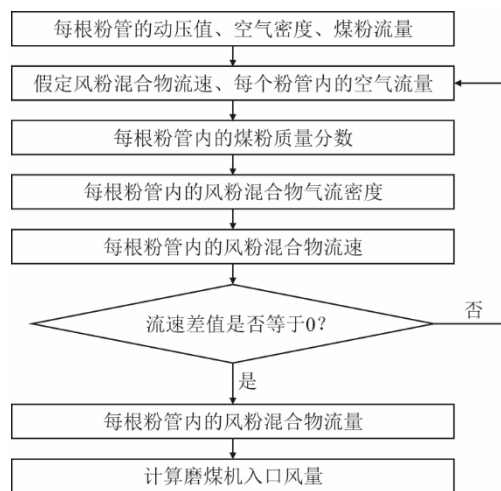 每根粉管的动压值、空气密度、煤粉流量
假定风粉混合物流速、每个粉管内的空气流量
每根粉管内的煤粉质量分数
每根粉管内的风粉混合物气流密度
每根粉管内的风粉混合物流速
流速差值是否等于0?
否
是
每根粉管内的风粉混合物流量
计算磨煤机入口风量